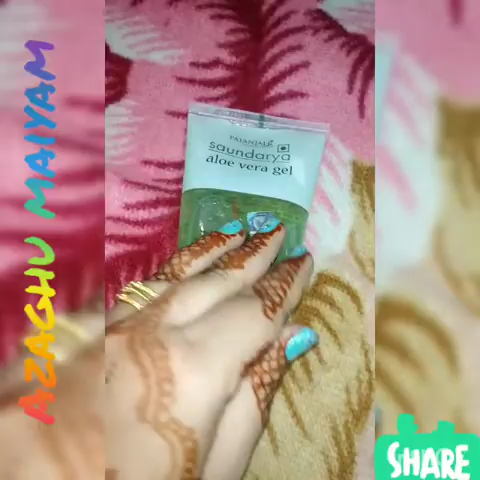 AZAGHU MAIYAM
PATANJALI
saundarya
aloe vera gel
SHARE